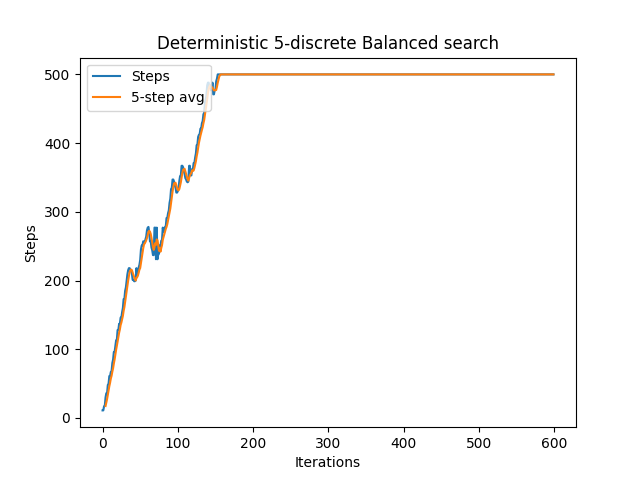 Deterministic 5-discrete Balanced search
Steps
5-step avg
500
400
300
200
100
0
Steps
0 100 200 300 400 500 600
Iterations